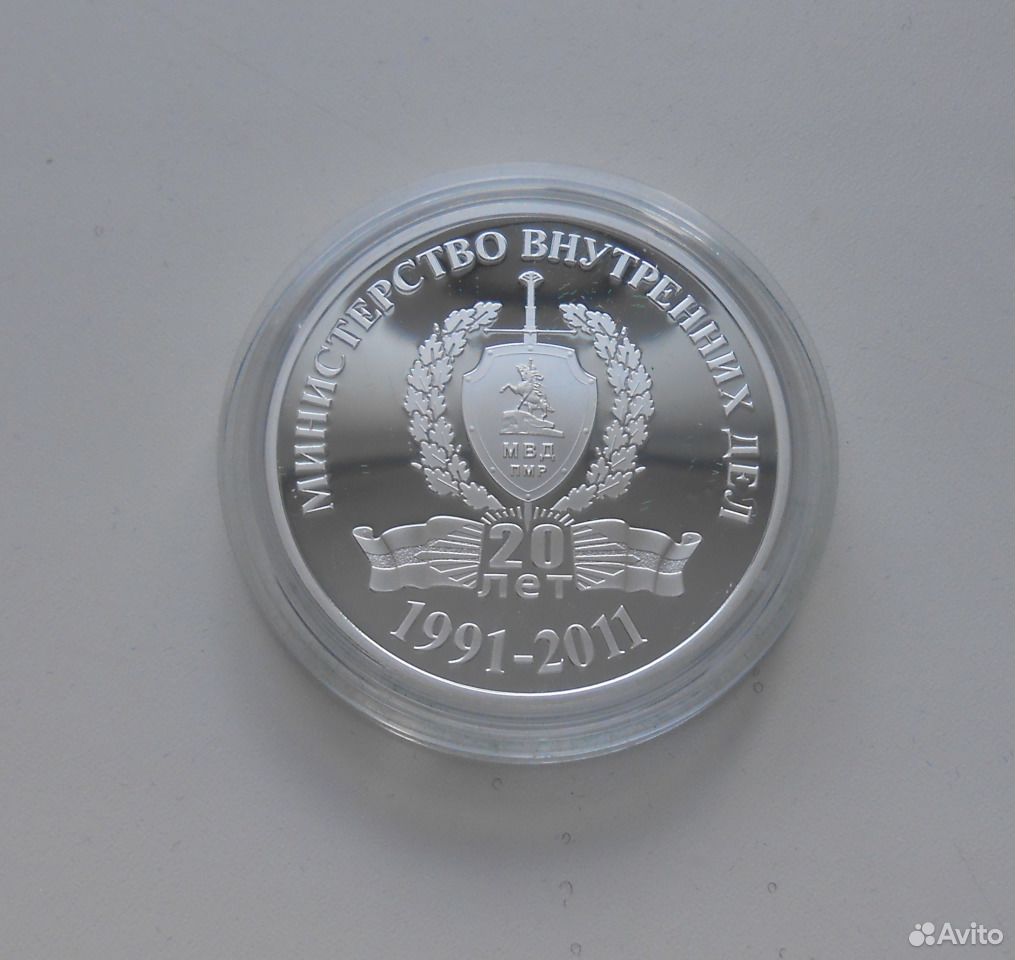 МИНИСТЕРСТВО ВНУТРЕННИХ ДЕЛ
МВД
ПМР
20
лет
1991-2011
Avito